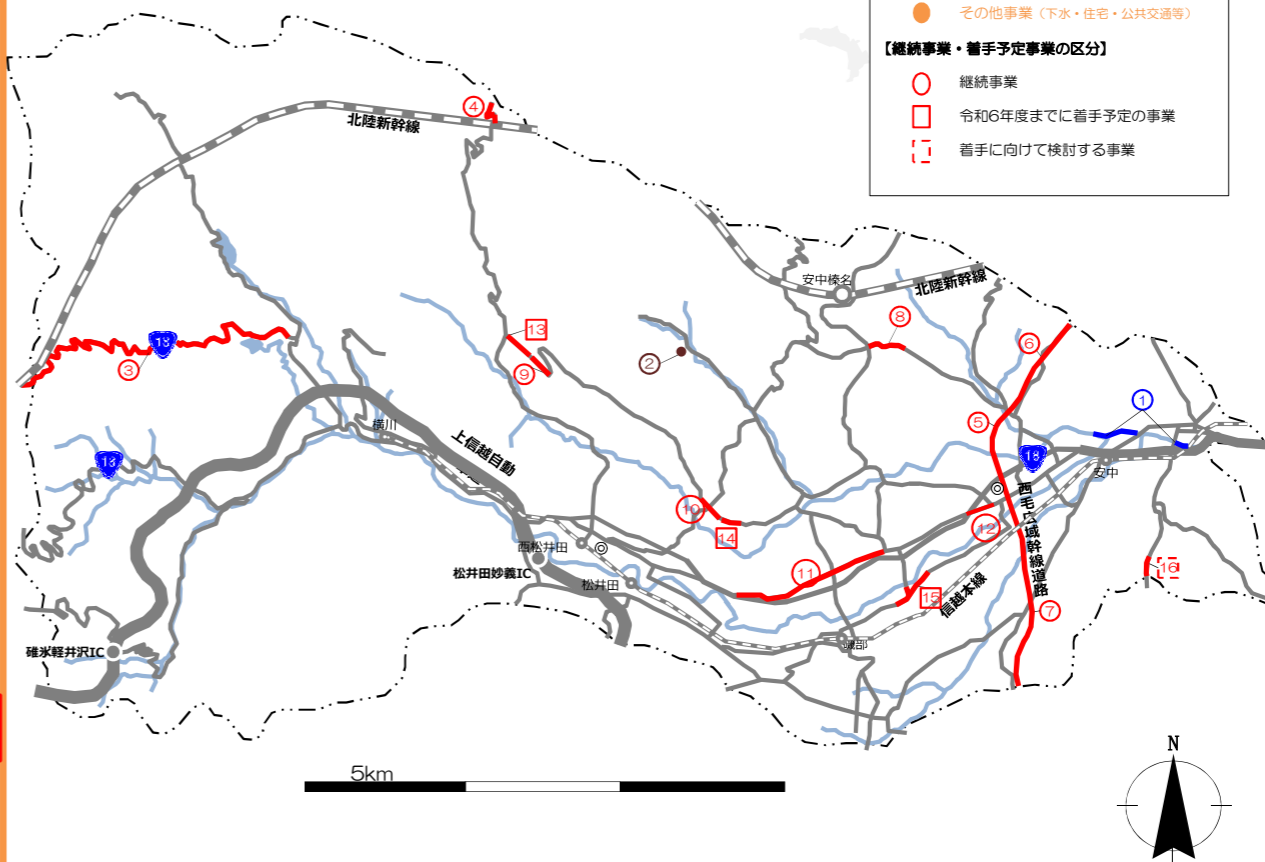 その他事業（下水・住宅・公共交通等）
【継続事業・着手予定事業の区分】
継続事業
令和6年度までに着手予定の事業
着手に向けて検討する事業
④
北陸新幹線
安中榛名
北陸新幹線
18
③
13
⑨
②
⑧
⑥
①
⑤
横川
上信越自動
18
18
安中
西毛広域幹線道路
⑩
14
⑫
西松井田
松井田妙義IC
松井田
⑪
15
信越本線
16
⑦
磯部
碓氷軽井沢IC
5km
N